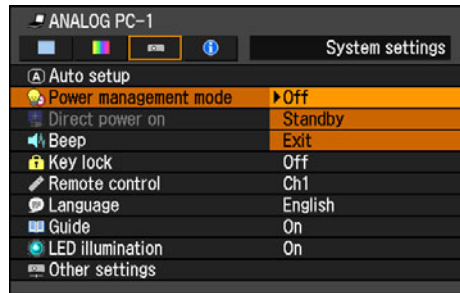 ANALOG PC-1
System settings
Auto setup
Power management mode Off
Direct power on Standby
Beep Exit
Key lock Off
Remote control Ch1
Language English
Guide On
LED illumination On
Other settings